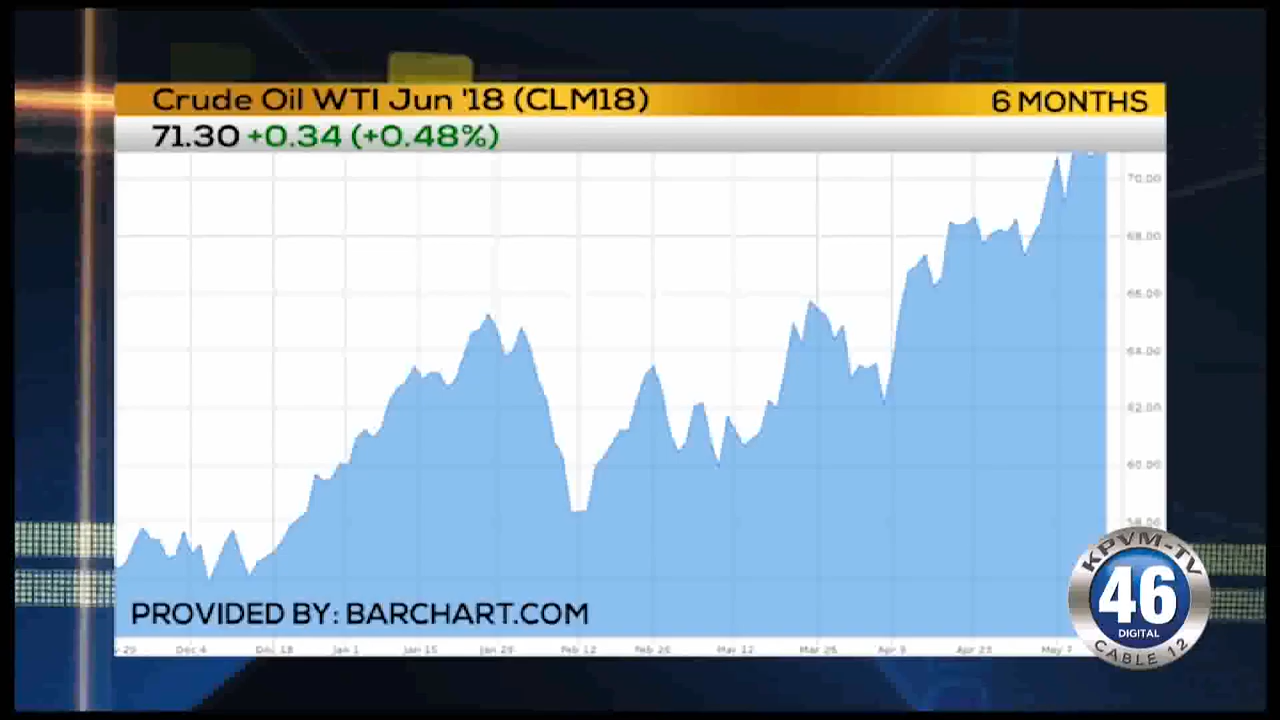 Crude Oil WTI Jun '18 (CLM18) 6 MONTHS
71.30 +0.34 (+0.48%)
70.00
68.00
66.00
64.00
62.00
60.00
58.00
PROVIDED BY: BARCHART.COM
KPVM-TV
46
DIGITAL
CABLE 12
Dec 4 Dec 18 Jan 1 Jan 15 Jan 29 Feb 12 Feb 26 Mar 12 Mar 26 Apr 9 Apr 23 May 7